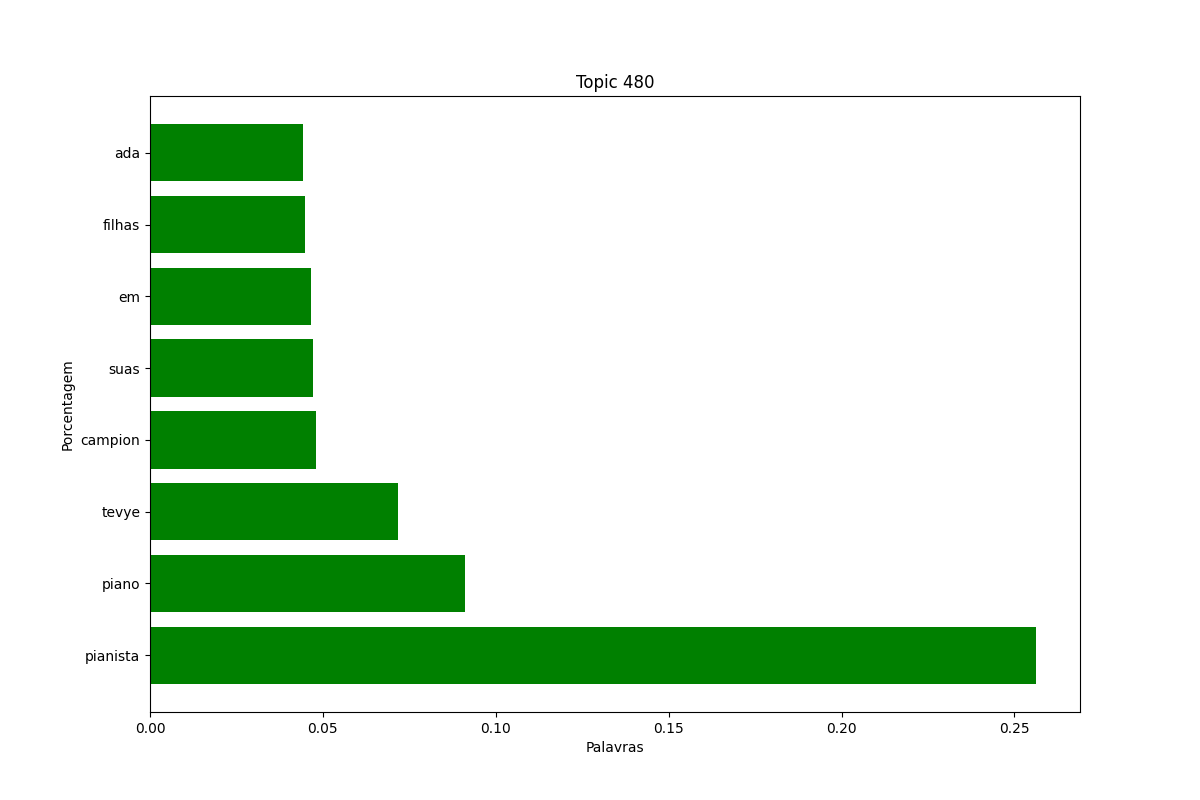 Topic 480
ada
filhas
em
suas
campion
tevye
piano
pianista
Porcentagem
0.00 0.05 0.10 0.15 0.20 0.25
Palavras